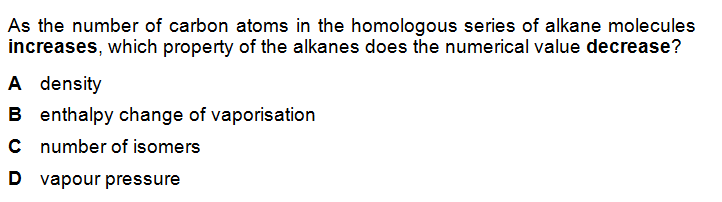 As the number of carbon atoms in the homologous series of alkane molecules
increases, which property of the alkanes does the numerical value decrease?
A density
B enthalpy change of vaporisation
C number of isomers
D vapour pressure